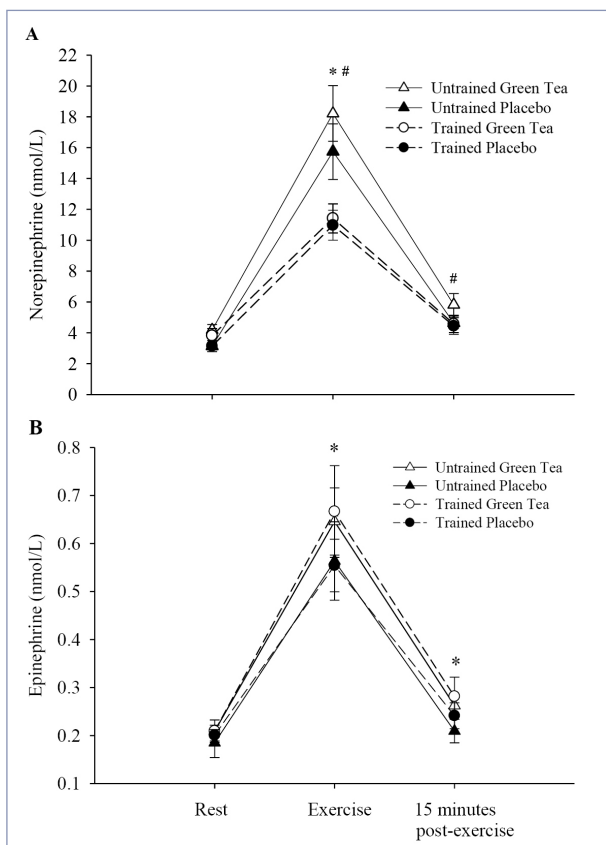 A
22
20
18
16
14
12
10
8
6
4
2
0
Norepinephrine (nmol/L)
* #
#
Untrained Green Tea
Untrained Placebo
Trained Green Tea
Trained Placebo
B
0.8
0.7
0.6
0.5
0.4
0.3
0.2
0.1
Epinephrine (nmol/L)
*
*
Untrained Green Tea
Untrained Placebo
Trained Green Tea
Trained Placebo
Rest
Exercise
15 minutes
post-exercise